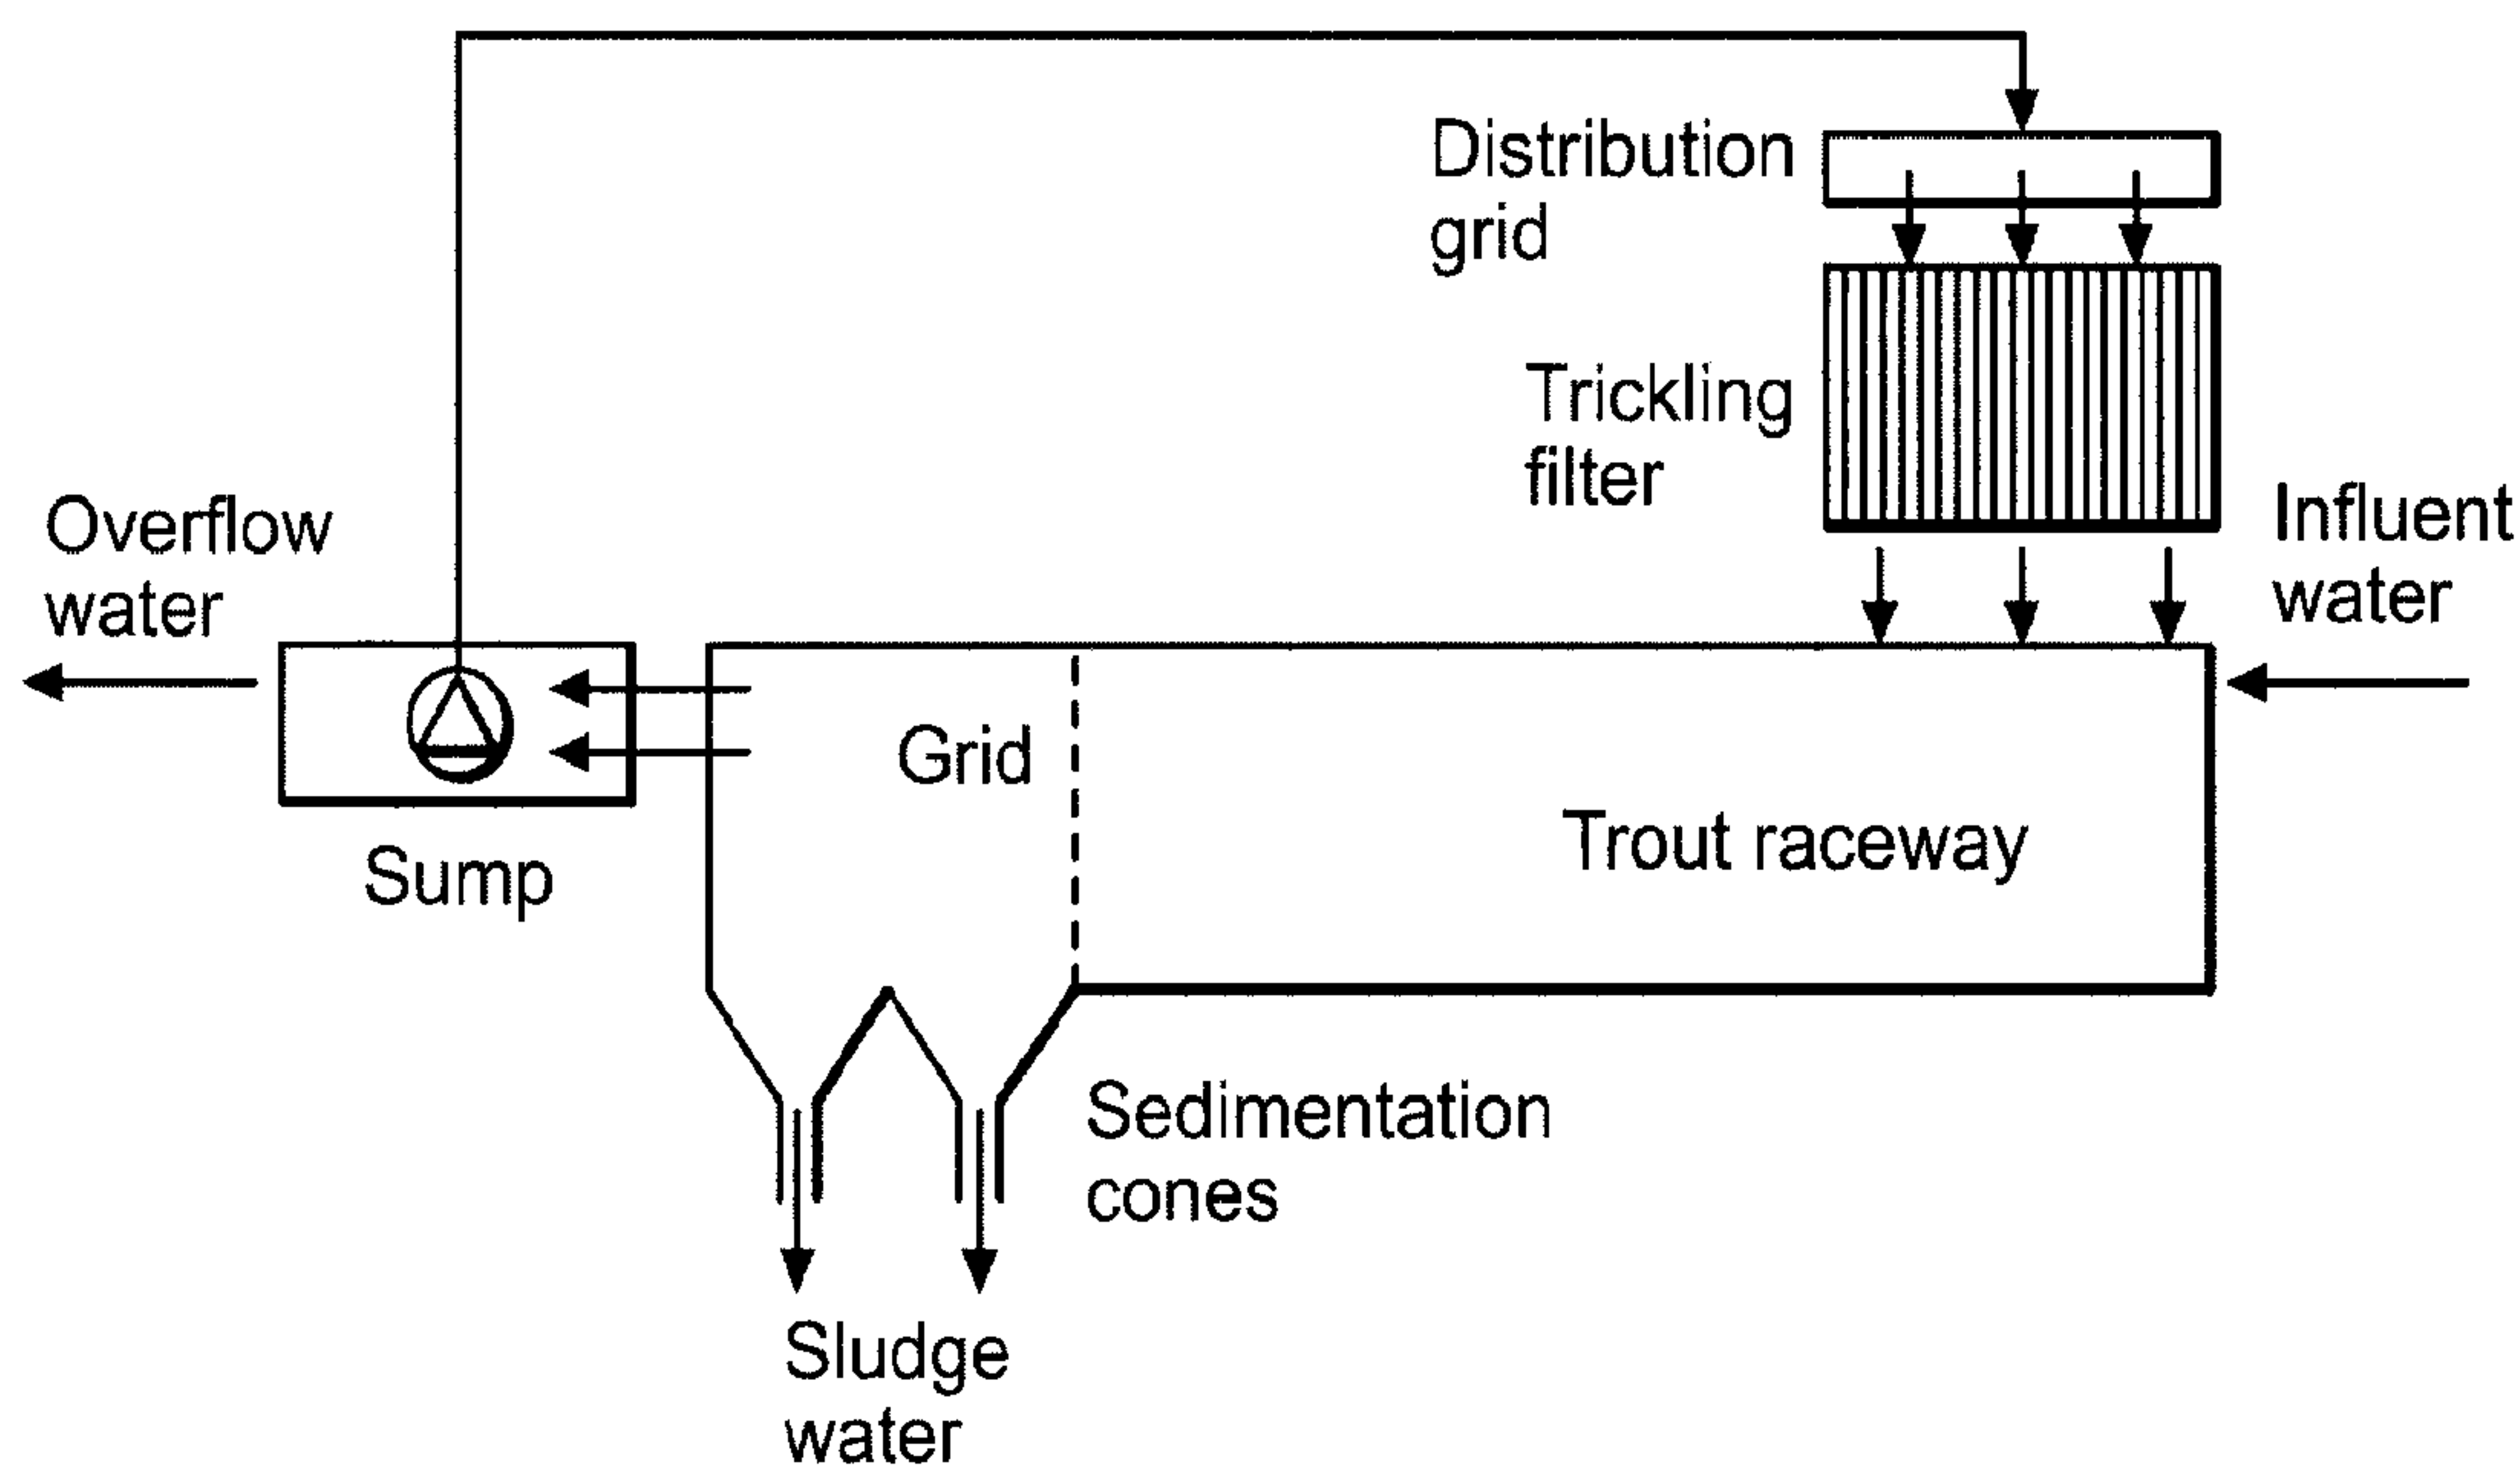 Distribution
grid
Trickling
filter
Overflow
water
Influent
water
Grid
Trout raceway
Sump
Sedimentation
cones
Sludge
water